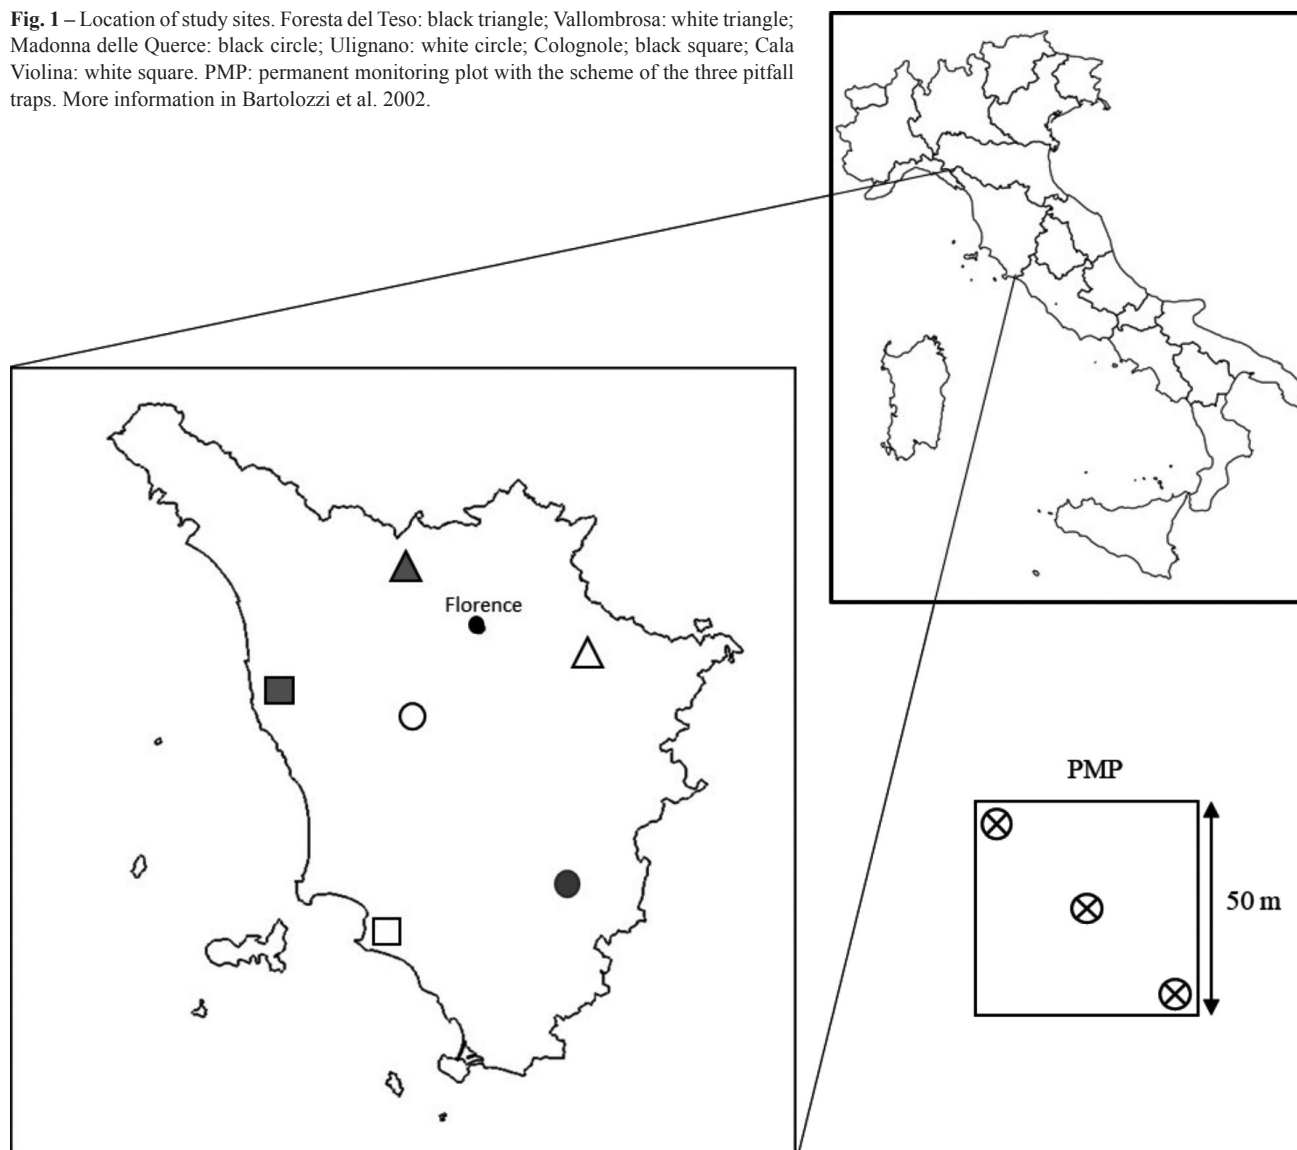 Fig. 1 – Location of study sites. Foresta del Teso: black triangle; Vallombrosa: white triangle;
Madonna delle Querce: black circle; Ulignano: white circle; Colognole; black square; Cala
Violina: white square. PMP: permanent monitoring plot with the scheme of the three pitfall
traps. More information in Bartolozzi et al. 2002.
Florence
PMP
50 m